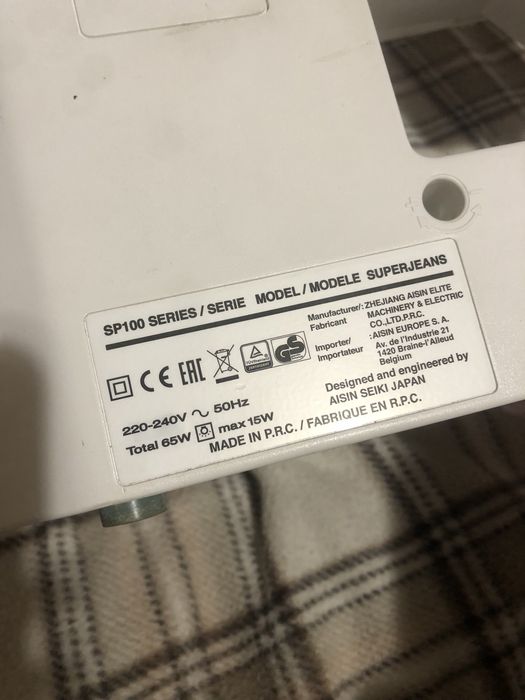 SP100 SERIES / SERIE MODEL / MODELE SUPERJEANS
Manufacturer/ : ZHEJIANG AISIN ELITE
Fabricant MACHINERY & ELECTRIC
CO.,LTD.P.R.C.
Importer/ : AISIN EUROPE S. A.
Importateur Av. de l'Industrie 21
1420 Braine-l'Alleud
Belgium
CE EAC GS
220-240V ~ 50Hz
Total 65W max 15W
Designed and engineered by
AISIN SEIKI JAPAN
MADE IN P.R.C. / FABRIQUE EN R.P.C.